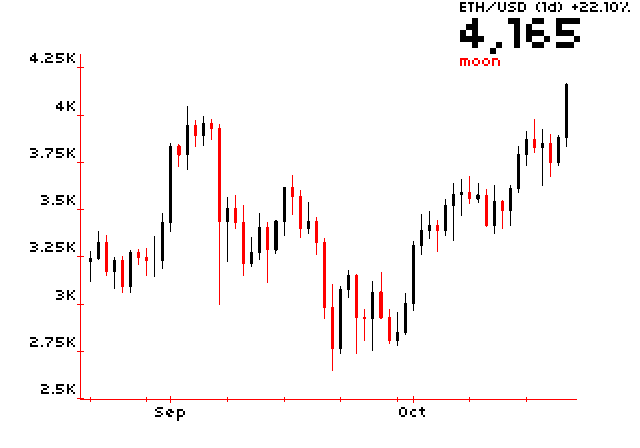 ETH/USD (1d) +22.10%
4,165
moon
4.25K
4K
3.75K
3.5K
3.25K
3K
2.75K
2.5K
Sep Oct